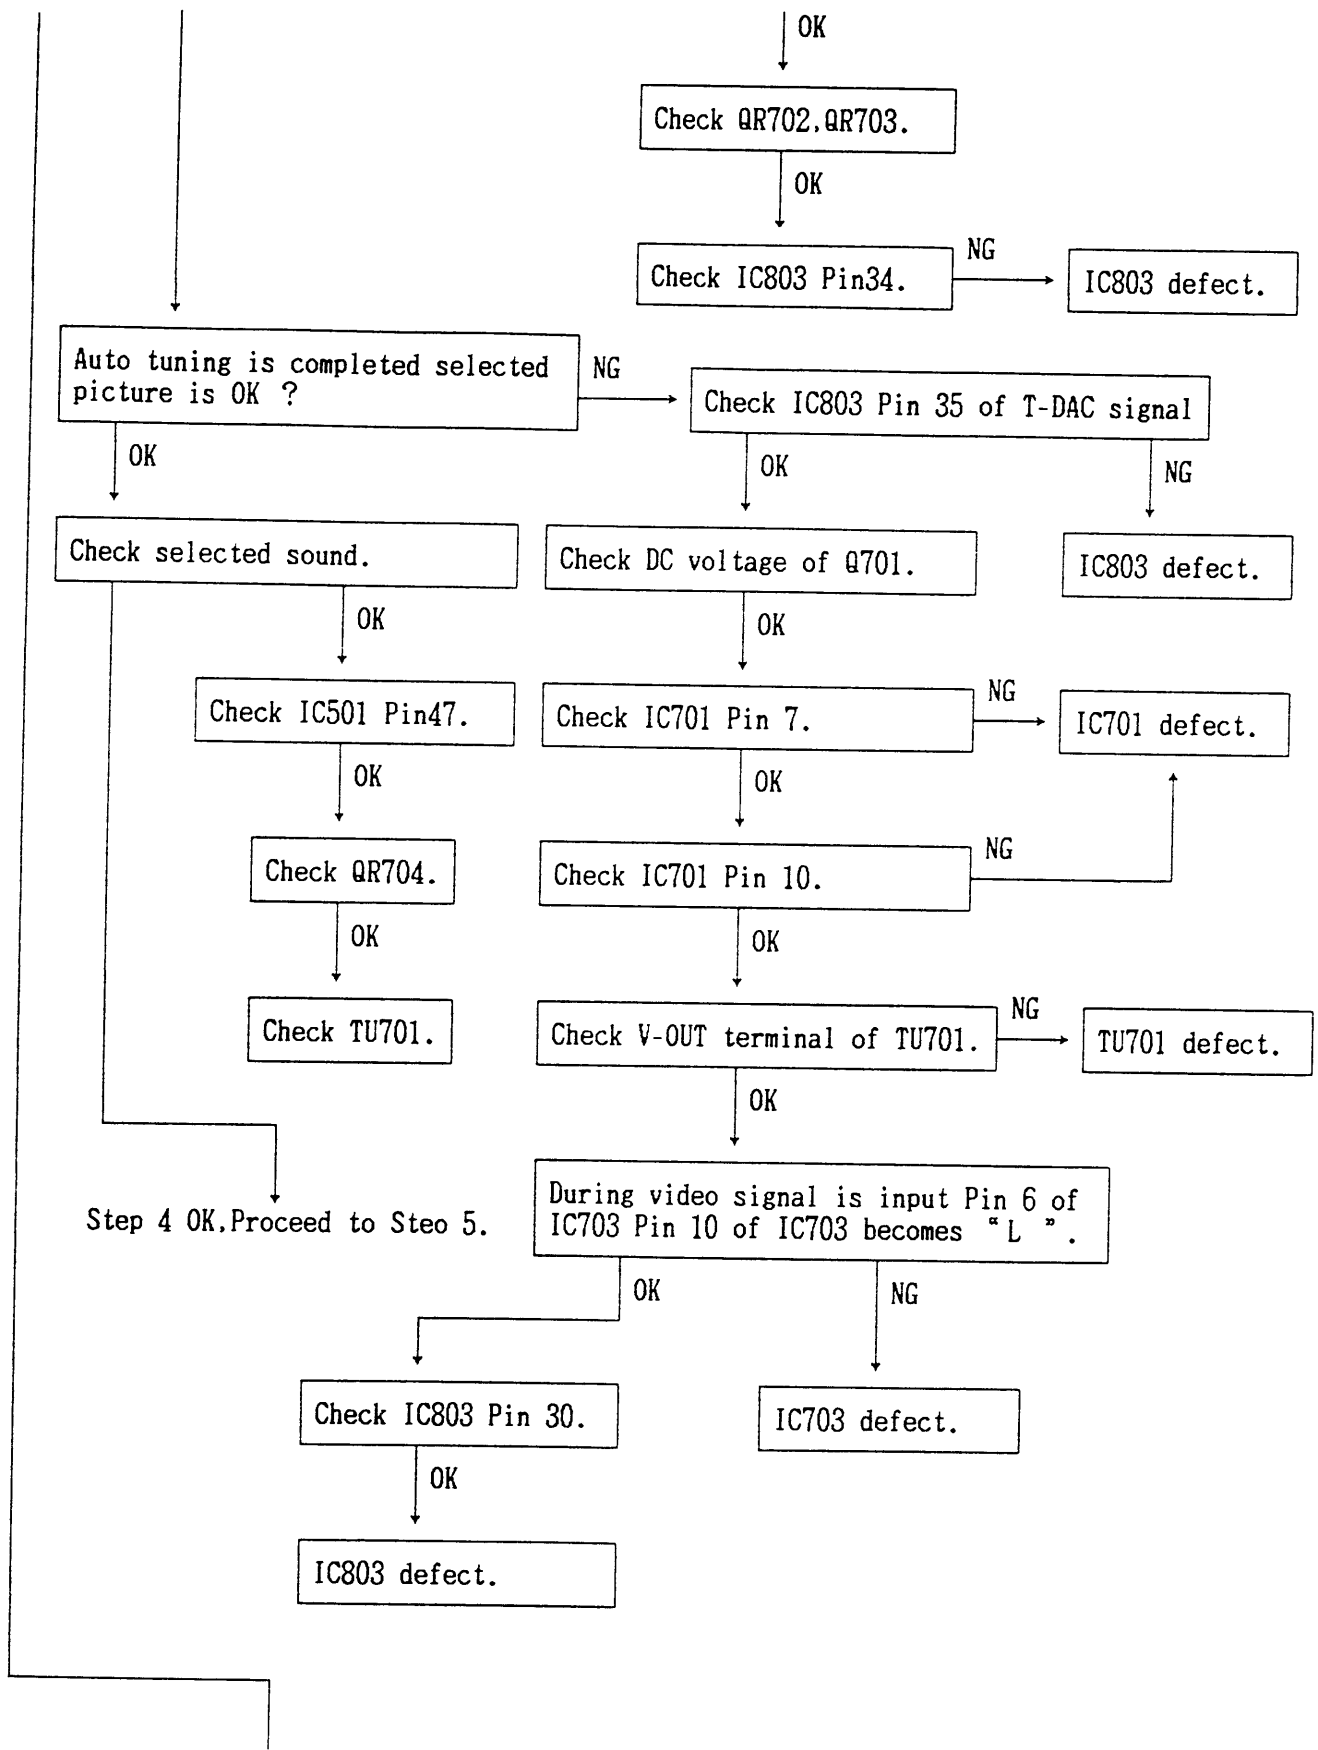 OK
Check QR702,QR703.
OK
Check IC803 Pin34.
NG
IC803 defect.
Auto tuning is completed selected
picture is OK ?
NG
Check IC803 Pin 35 of T-DAC signal
OK
OK
NG
Check selected sound.
Check DC voltage of Q701.
IC803 defect.
OK
OK
Check IC501 Pin47.
Check IC701 Pin 7.
NG
IC701 defect.
OK
OK
Check QR704.
Check IC701 Pin 10.
NG
OK
OK
Check TU701.
Check V-OUT terminal of TU701.
NG
TU701 defect.
OK
Step 4 OK,Proceed to Steo 5.
During video signal is input Pin 6 of
IC703 Pin 10 of IC703 becomes “L ”.
OK
NG
Check IC803 Pin 30.
IC703 defect.
OK
IC803 defect.